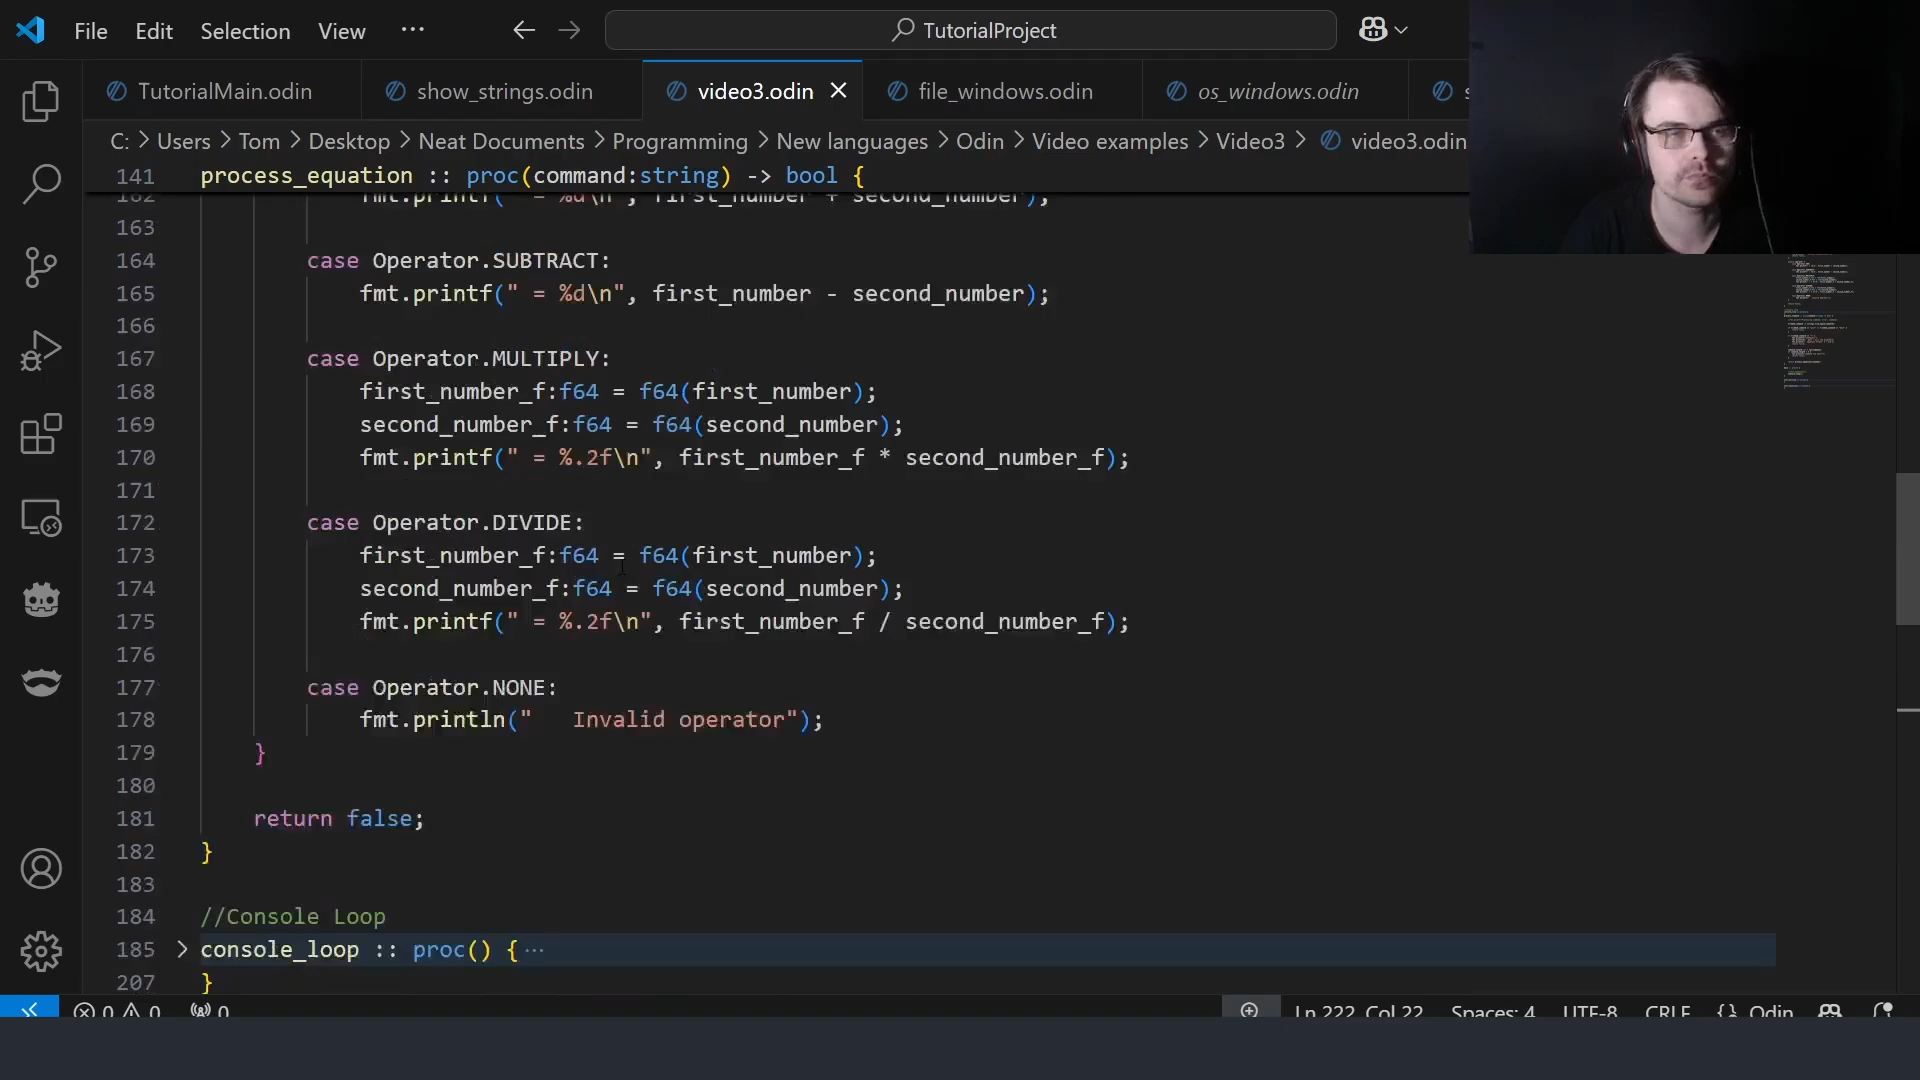 File Edit Selection View ··· TutorialProject
TutorialMain.odin show_strings.odin video3.odin file_windows.odin os_windows.odin
C: > Users > Tom > Desktop > Neat Documents > Programming > New languages > Odin > Video examples > Video3 > video3.odin
141 process_equation :: proc(command:string) -> bool {
162 fmt.printf(" = %d\n", first_number + second_number);
163
164 case Operator.SUBTRACT:
165 fmt.printf(" = %d\n", first_number - second_number);
166
167 case Operator.MULTIPLY:
168 first_number_f:f64 = f64(first_number);
169 second_number_f:f64 = f64(second_number);
170 fmt.printf(" = %.2f\n", first_number_f * second_number_f);
171
172 case Operator.DIVIDE:
173 first_number_f:f64 = f64(first_number);
174 second_number_f:f64 = f64(second_number);
175 fmt.printf(" = %.2f\n", first_number_f / second_number_f);
176
177 case Operator.NONE:
178 fmt.println("   Invalid operator");
179 }
180
181 return false;
182 }
183
184 //Console Loop
185 > console_loop :: proc() { ···
207 }
0 0 0 Ln 222, Col 22 Spaces: 4 UTF-8 CRLF {} Odin